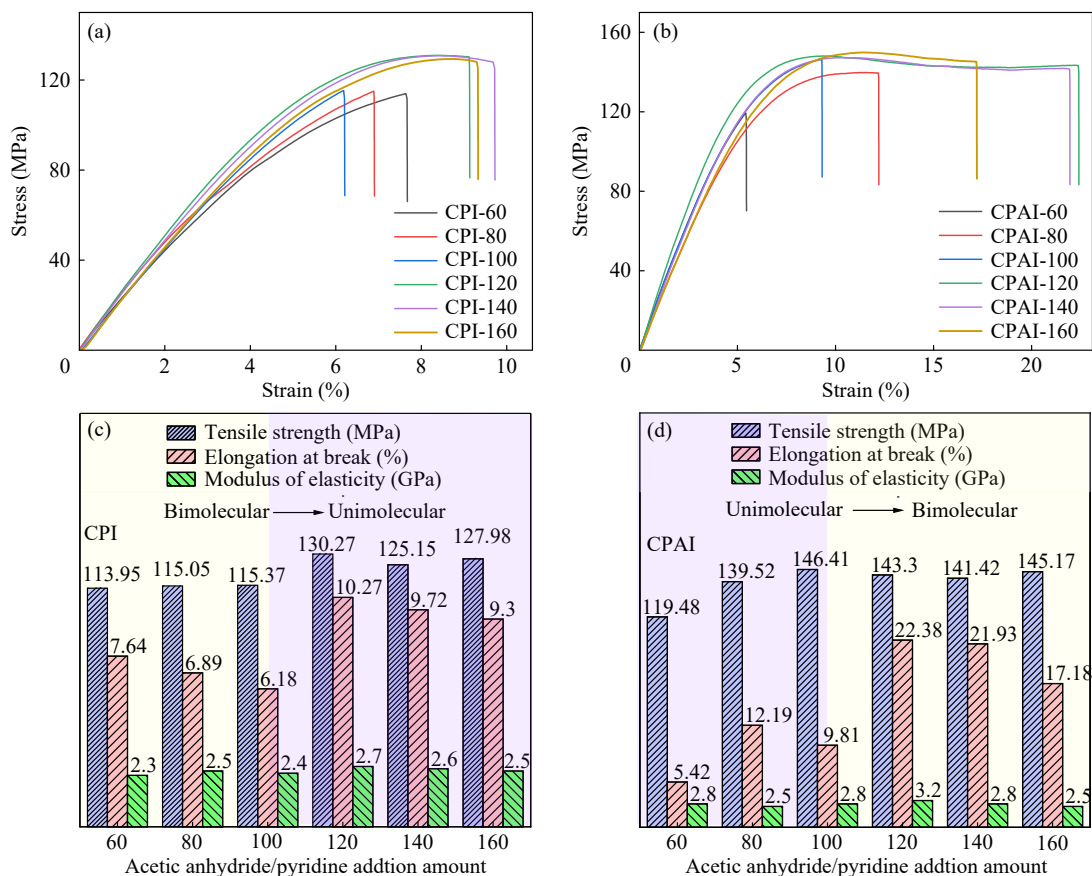 (a)
Stress (MPa)
120
80
40
0
2
4
6
8
10
Strain (%)
CPI-60
CPI-80
CPI-100
CPI-120
CPI-140
CPI-160
(b)
Stress (MPa)
160
120
80
40
0
5
10
15
20
Strain (%)
CPAI-60
CPAI-80
CPAI-100
CPAI-120
CPAI-140
CPAI-160
(c)
Tensile strength (MPa)
Elongation at break (%)
Modulus of elasticity (GPa)
Bimolecular
Unimolecular
CPI
113.95
7.64
2.3
115.05
6.89
2.5
115.37
6.18
2.4
130.27
10.27
2.7
125.15
9.72
2.6
127.98
9.3
2.5
60
80
100
120
140
160
Acetic anhydride/pyridine addtion amount
(d)
Tensile strength (MPa)
Elongation at break (%)
Modulus of elasticity (GPa)
Unimolecular
Bimolecular
CPAI
119.48
5.42
2.8
139.52
12.19
2.5
146.41
9.81
2.8
143.3
22.38
3.2
141.42
21.93
2.8
145.17
17.18
2.5
60
80
100
120
140
160
Acetic anhydride/pyridine addtion amount